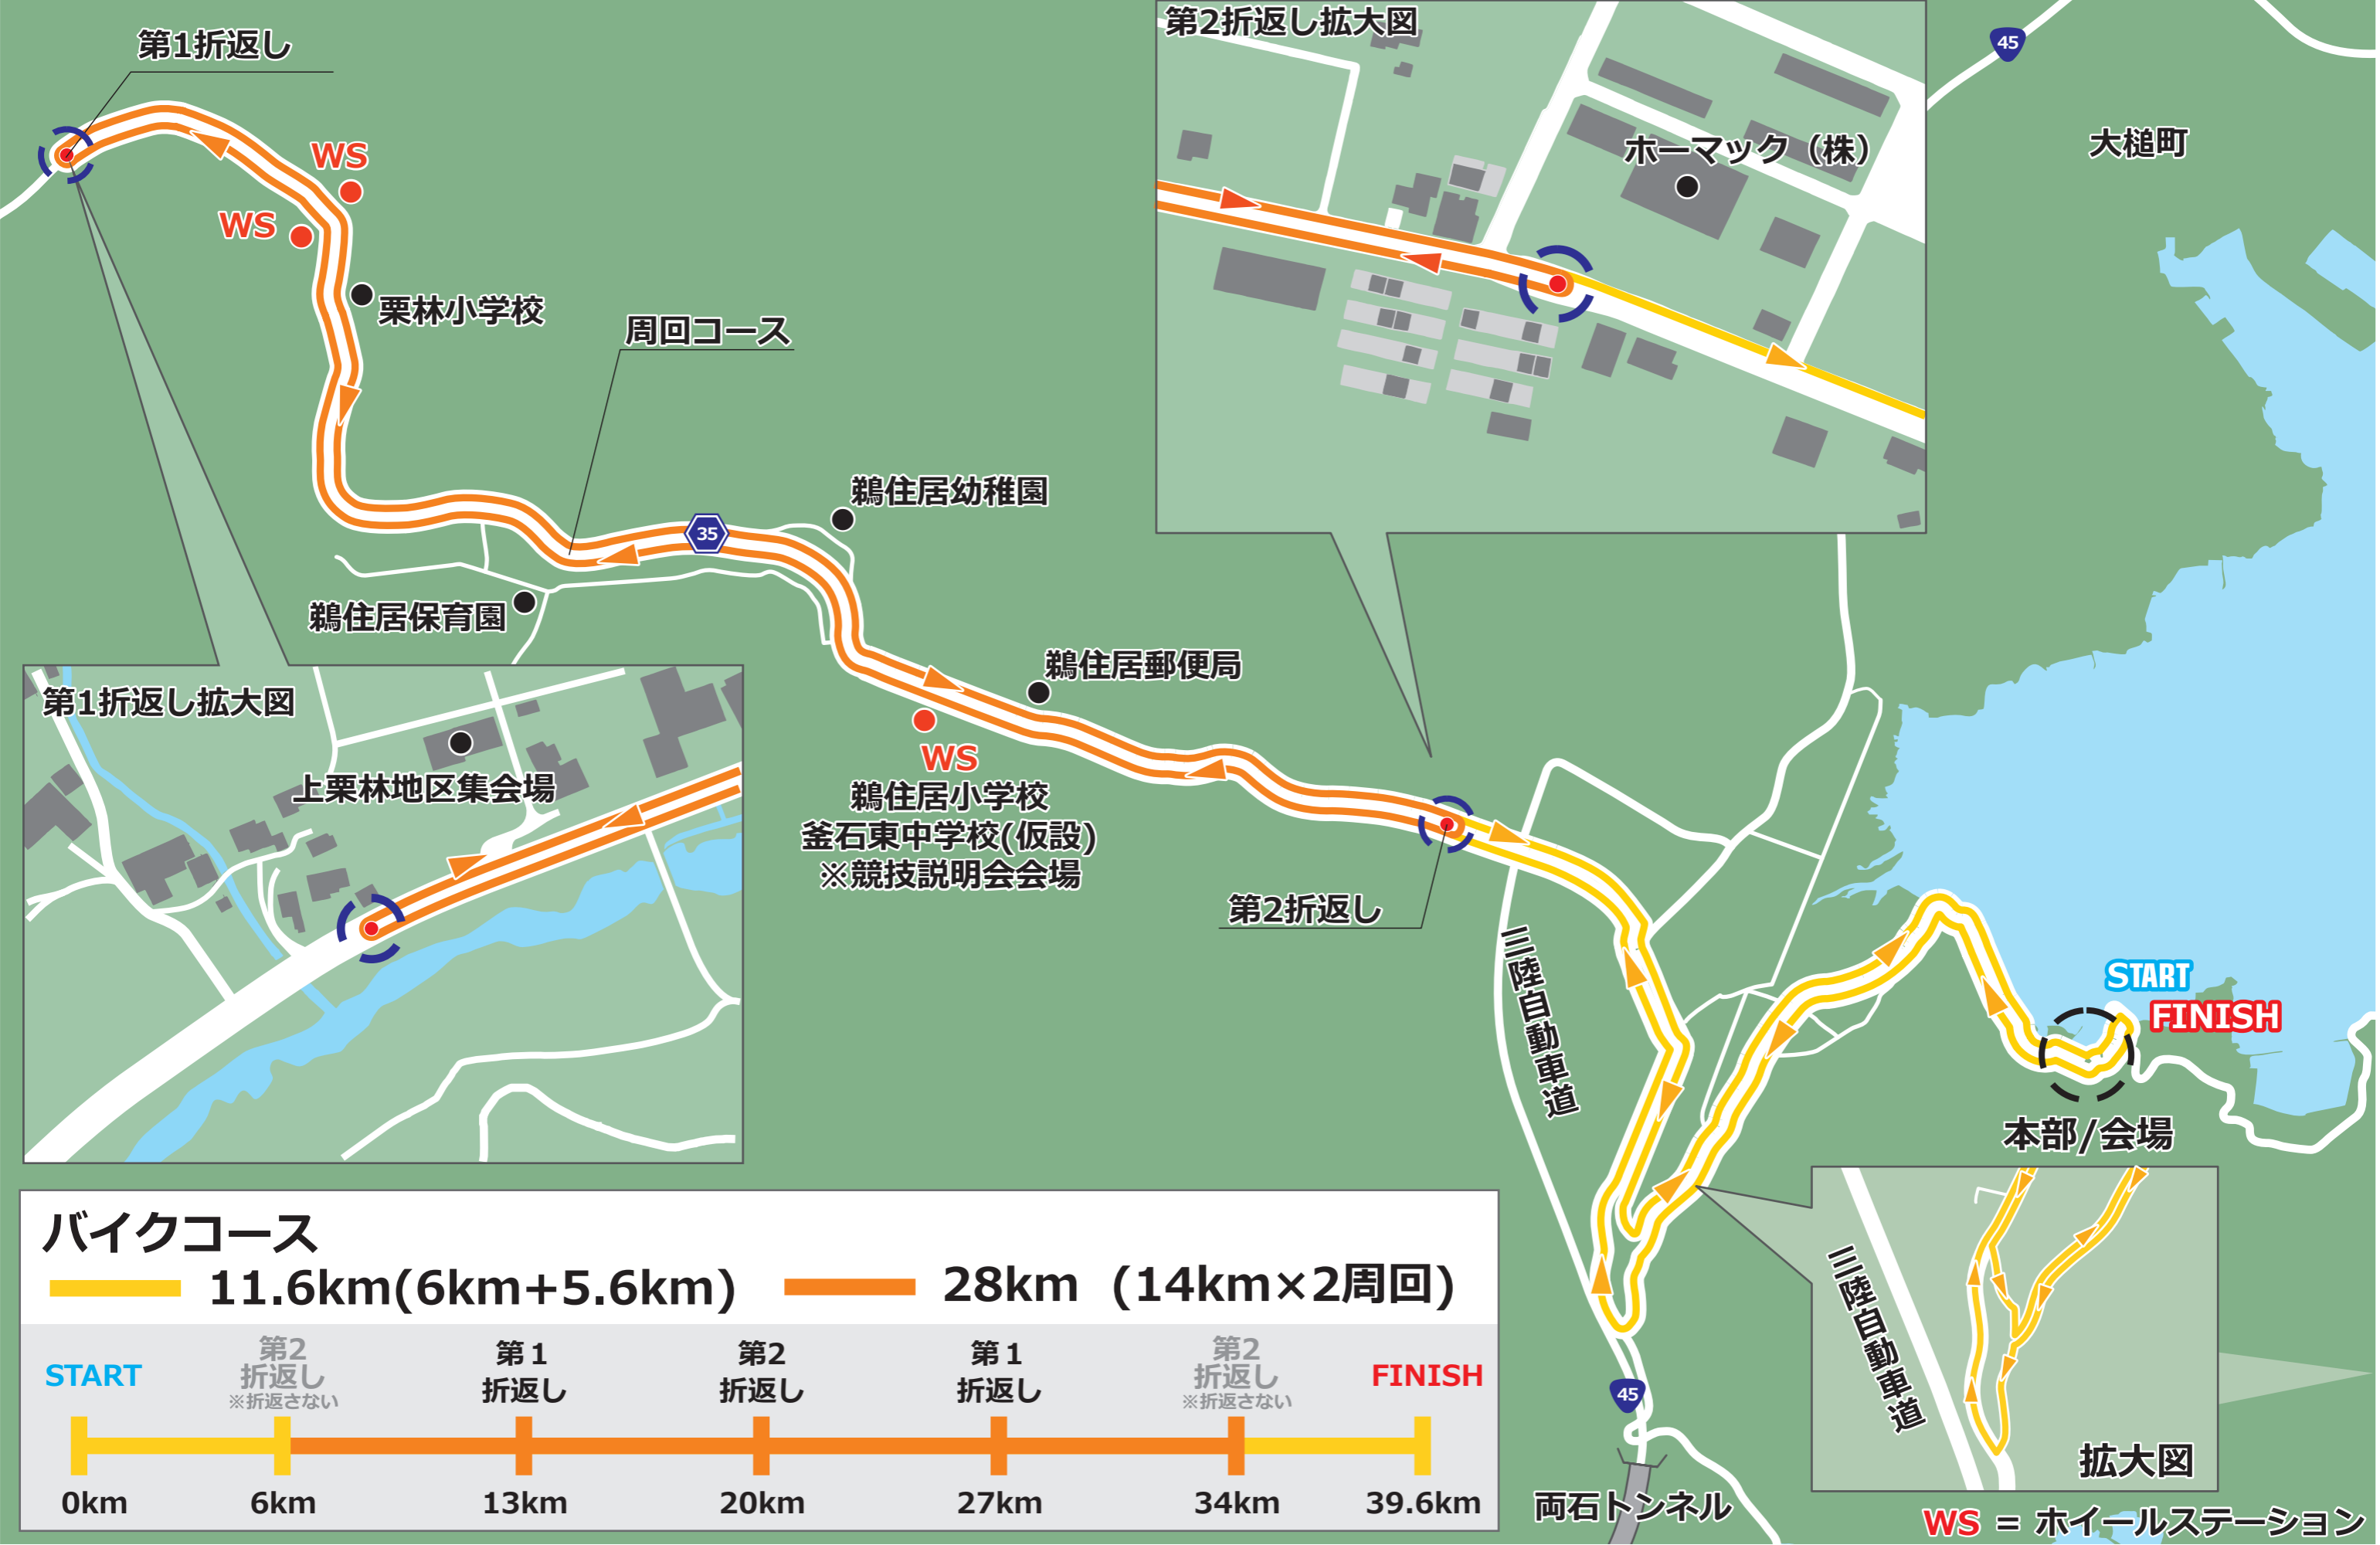 第1折返し
第2折返し拡大図
45
大槌町
ホーマック（株）
WS
WS
栗林小学校
周回コース
鵜住居幼稚園
35
鵜住居保育園
鵜住居郵便局
WS
鵜住居小学校
釜石東中学校(仮設)
※競技説明会会場
第1折返し拡大図
上栗林地区集会場
第2折返し
三陸自動車道
START
FINISH
本部/会場
三陸自動車道
拡大図
45
両石トンネル
WS = ホイールステーション
バイクコース
11.6km(6km+5.6km)
28km (14km×2周回)
START
第2
折返し
※折返さない
第1
折返し
第2
折返し
第1
折返し
第2
折返し
※折返さない
FINISH
0km
6km
13km
20km
27km
34km
39.6km